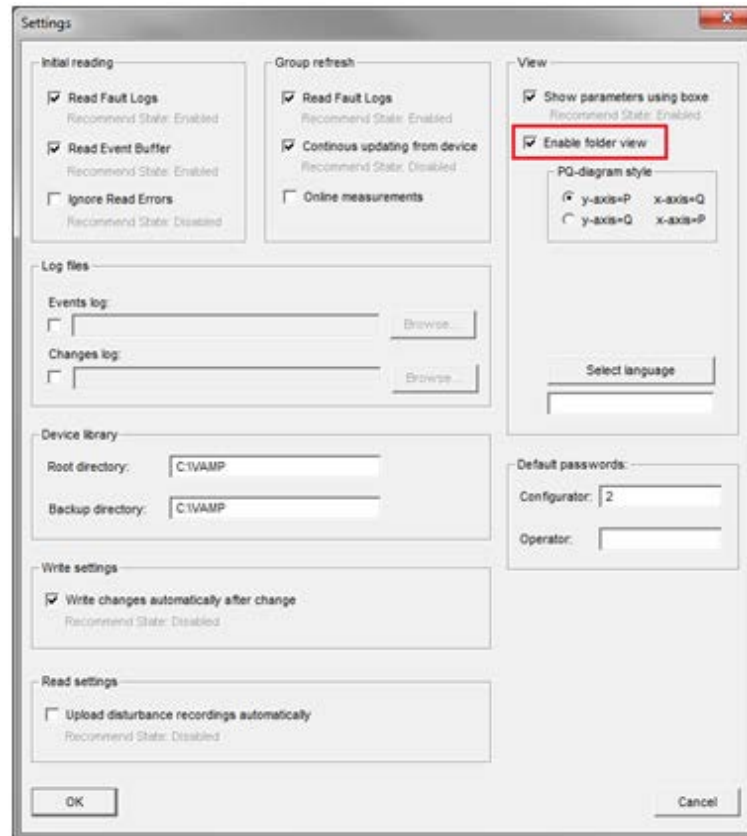 Settings
Initial reading
Read Fault Logs
Recommend State: Enabled
Read Event Buffer
Recommend State: Enabled
Ignore Read Errors
Recommend State: Disabled
Group refresh
Read Fault Logs
Recommend State: Enabled
Continous updating from device
Recommend State: Disabled
Online measurements
View
Show parameters using boxe
Recommend State: Enabled
Enable folder view
PQ-diagram style
y-axis=P x-axis=Q
y-axis=Q x-axis=P
Select language
Log files
Events log:
Browse...
Changes log:
Browse...
Device library
Root directory: C:\VAMP
Backup directory: C:\VAMP
Default passwords:
Configurator: 2
Operator:
Write settings
Write changes automatically after change
Recommend State: Disabled
Read settings
Upload disturbance recordings automatically
Recommend State: Disabled
OK
Cancel